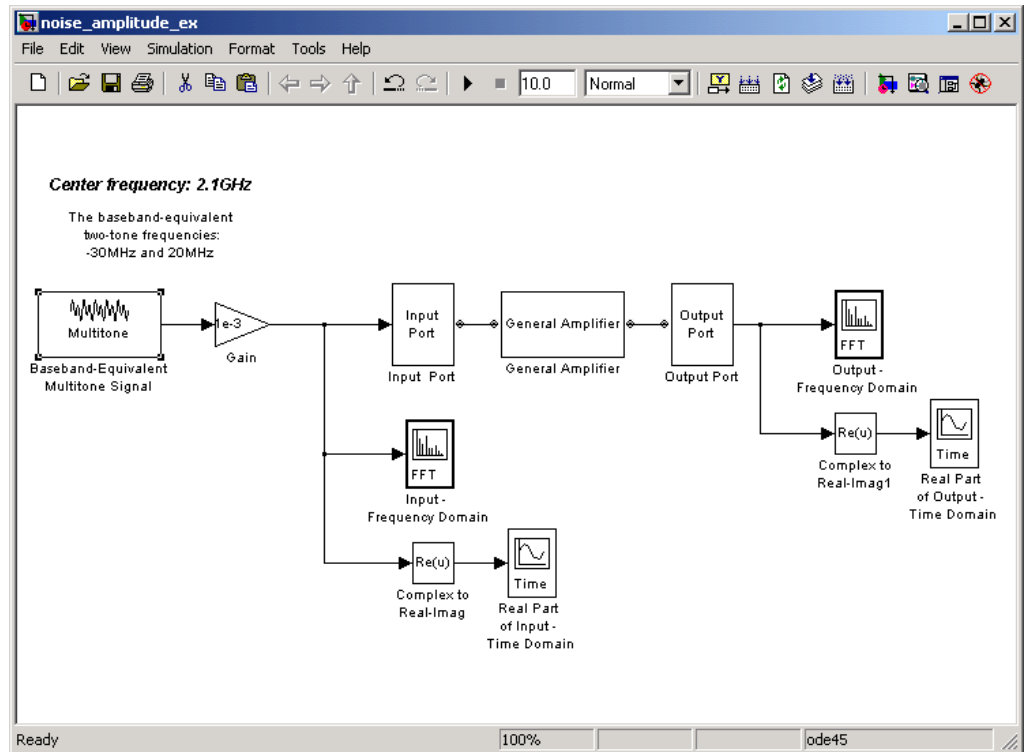 noise_amplitude_ex
File Edit View Simulation Format Tools Help
10.0 Normal
Center frequency: 2.1GHz
The baseband-equivalent
two-tone frequencies:
-30MHz and 20MHz
Multitone
Baseband-Equivalent
Multitone Signal
1e-3
Gain
Input
Port
Input Port
General Amplifier
General Amplifier
Output
Port
Output Port
FFT
Output -
Frequency Domain
Re(u)
Complex to
Real-Imag1
Time
Real Part
of Output -
Time Domain
FFT
Input -
Frequency Domain
Re(u)
Complex to
Real-Imag
Time
Real Part
of Input -
Time Domain
Ready 100% ode45